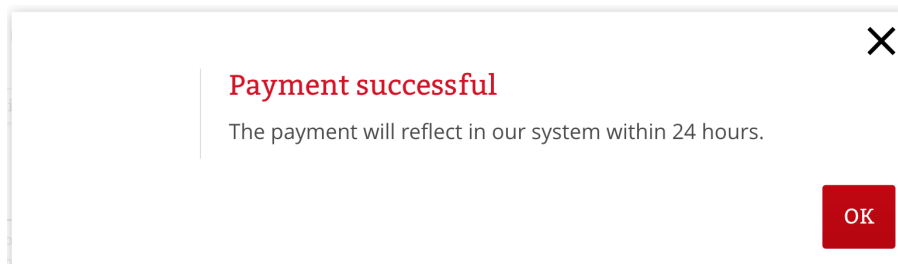 Payment successful
The payment will reflect in our system within 24 hours.
OK